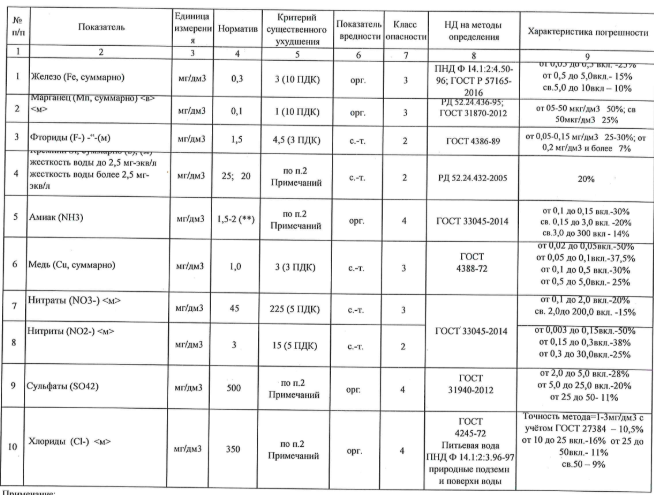 № п/п | Показатель | Единица измерения | Норматив | Критерий существенного ухудшения | Показатель вредности | Класс опасности | НД на методы определения | Характеристика погрешности
1 | 2 | 3 | 4 | 5 | 6 | 7 | 8 | 9
1 | Железо (Fe, суммарно) | мг/дм3 | 0,3 | 3 (10 ПДК) | орг. | 3 | ПНД Ф 14.1:2:4.50-96; ГОСТ Р 57165-2016 | от 0,05 до 0,5 вкл. -25% от 0,5 до 5,0вкл.- 15% св.5,0 до 10вкл – 10%
2 | Марганец (Mn, суммарно) <в> <м> | мг/дм3 | 0,1 | 1 (10 ПДК) | орг. | 3 | РД 52.24.436-95; ГОСТ 31870-2012 | от 05-50 мкг/дм3 50%; св 50мкг/дм3 25%
3 | Фториды (F-) -"-(м) | мг/дм3 | 1,5 | 4,5 (3 ПДК) | с.-т. | 2 | ГОСТ 4386-89 | от 0,05-0,15 мг/дм3 25-30%; от 0,2 мг/дм3 и более 7%
4 | жесткость воды до 2,5 мг-экв/л жесткость воды более 2,5 мг-экв/л | мг/дм3 | 25; 20 | по п.2 Примечаний | с.-т. | 2 | РД 52.24.432-2005 | 20%
5 | Амиак (NH3) | мг/дм3 | 1,5-2 (**) | по п.2 Примечаний | орг. | 4 | ГОСТ 33045-2014 | от 0,1 до 0,15 вкл.-30% св. 0,15 до 3,0 вкл. -20% св.3,0 до 300 вкл - 14%
6 | Медь (Cu, суммарно) | мг/дм3 | 1,0 | 3 (3 ПДК) | с.-т. | 3 | ГОСТ 4388-72 | от 0,02 до 0,05вкл.-50% от 0,05 до 0,1вкл.-37,5% от 0,1 до 0,5 вкл.-30% от 0,5 до 5,0вкл.- 25%
7 | Нитраты (NO3-) <м> | мг/дм3 | 45 | 225 (5 ПДК) | с.-т. | 3 | ГОСТ 33045-2014 | от 0,1 до 2,0 вкл.-20% св. 2,0до 200,0 вкл. -15%
8 | Нитриты (NO2-) <м> | мг/дм3 | 3 | 15 (5 ПДК) | с.-т. | 2 | от 0,003 до 0,15вкл.-50% от 0,15 до 0,3вкл.-38% от 0,3 до 30,0вкл.-25%
9 | Сульфаты (SO42) | мг/дм3 | 500 | по п.2 Примечаний | орг. | 4 | ГОСТ 31940-2012 | от 2,0 до 5,0 вкл.-28% от 5,0 до 25,0 вкл.-20% от 25 до 50- 11%
10 | Хлориды (Cl-) <м> | мг/дм3 | 350 | по п.2 Примечаний | орг. | 4 | ГОСТ 4245-72 Питьевая вода ПНД Ф 14.1:2:3.96-97 природные подземн и поверхн воды | Точность метода=1-3мг/дм3 с учётом ГОСТ 27384 – 10,5% от 10 до 25 вкл.-16% от 25 до 50вкл.- 11% св.50 – 9%
Примечание: